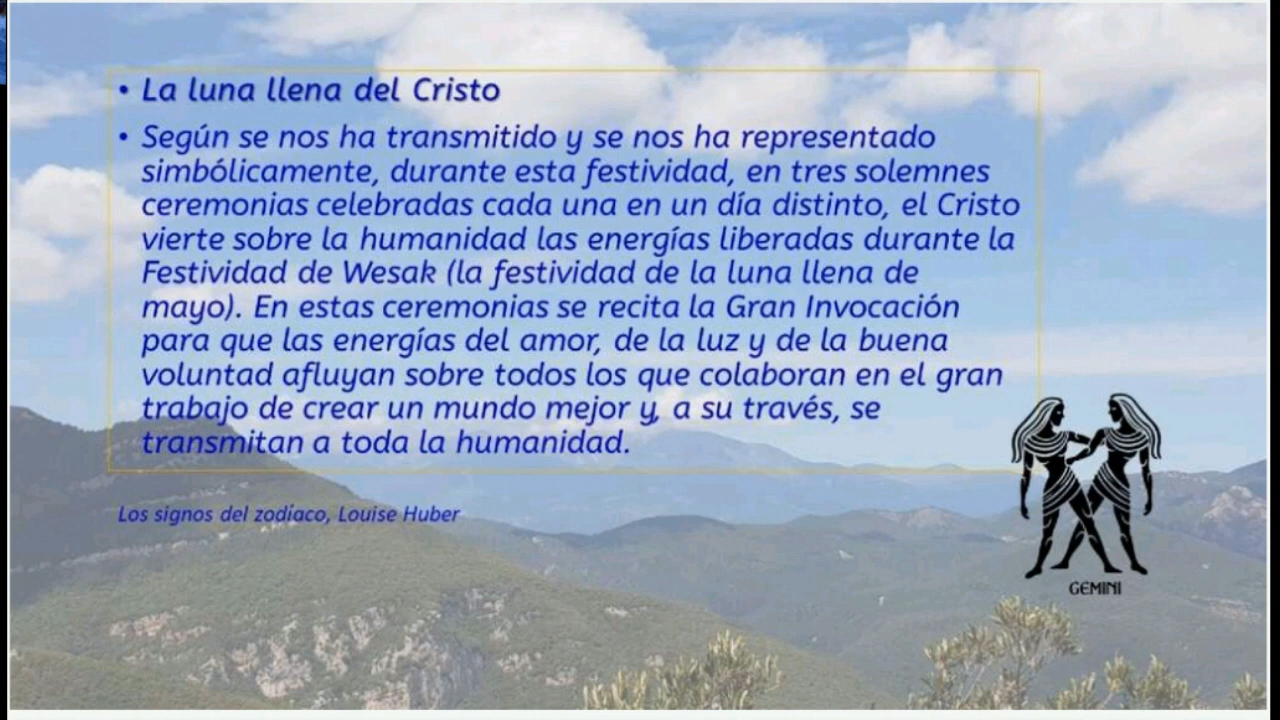 • La luna llena del Cristo
• Según se nos ha transmitido y se nos ha representado
simbólicamente, durante esta festividad, en tres solemnes
ceremonias celebradas cada una en un día distinto, el Cristo
vierte sobre la humanidad las energías liberadas durante la
Festividad de Wesak (la festividad de la luna llena de
mayo). En estas ceremonias se recita la Gran Invocación
para que las energías del amor, de la luz y de la buena
voluntad afluyan sobre todos los que colaboran en el gran
trabajo de crear un mundo mejor y, a su través, se
transmitan a toda la humanidad.
Los signos del zodíaco, Louise Huber
GEMINI